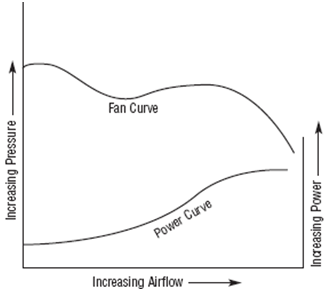 Fan Curve
Increasing Pressure
Power Curve
Increasing Power
Increasing Airflow